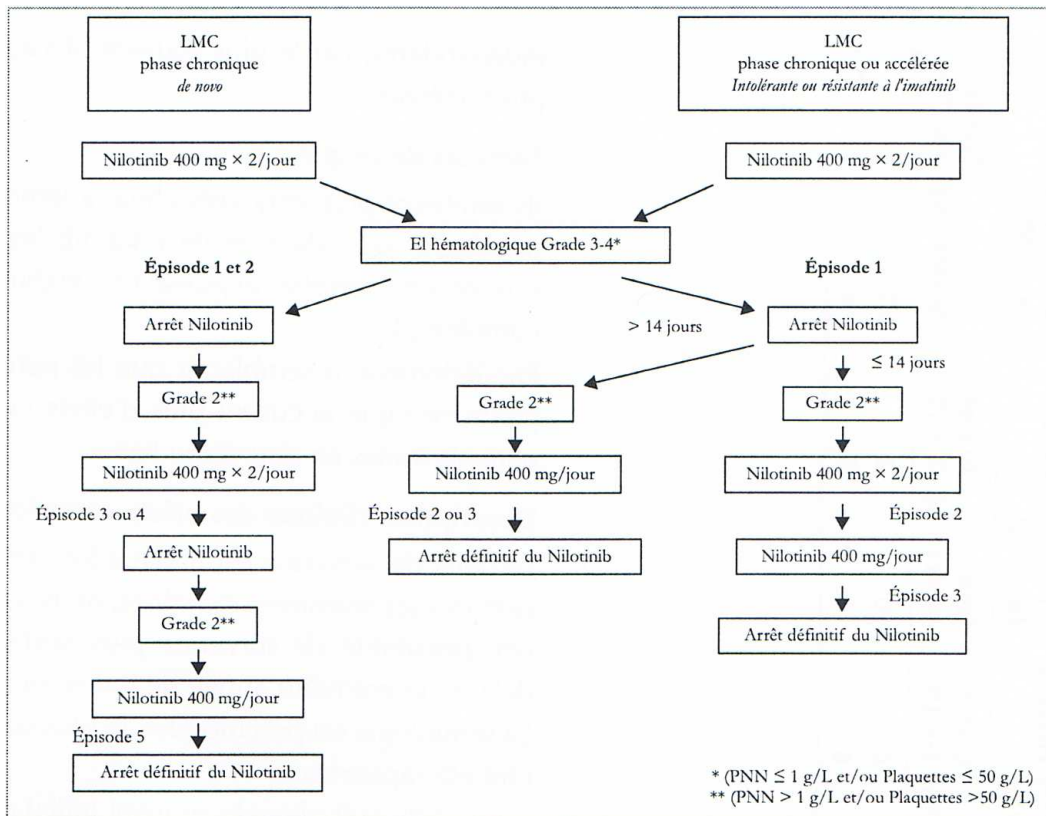 LMC
phase chronique
de novo
LMC
phase chronique ou accélérée
Intolérante ou résistante à l'imatinib
Nilotinib 400 mg × 2/jour
Nilotinib 400 mg × 2/jour
EI hématologique Grade 3-4*
Épisode 1 et 2
Épisode 1
Arrêt Nilotinib
> 14 jours
Arrêt Nilotinib
≤ 14 jours
Grade 2**
Grade 2**
Grade 2**
Nilotinib 400 mg × 2/jour
Nilotinib 400 mg/jour
Nilotinib 400 mg × 2/jour
Épisode 3 ou 4
Épisode 2 ou 3
Épisode 2
Arrêt Nilotinib
Arrêt définitif du Nilotinib
Nilotinib 400 mg/jour
Épisode 3
Grade 2**
Arrêt définitif du Nilotinib
Nilotinib 400 mg/jour
Épisode 5
Arrêt définitif du Nilotinib
* (PNN ≤ 1 g/L et/ou Plaquettes ≤ 50 g/L)
** (PNN > 1 g/L et/ou Plaquettes >50 g/L)